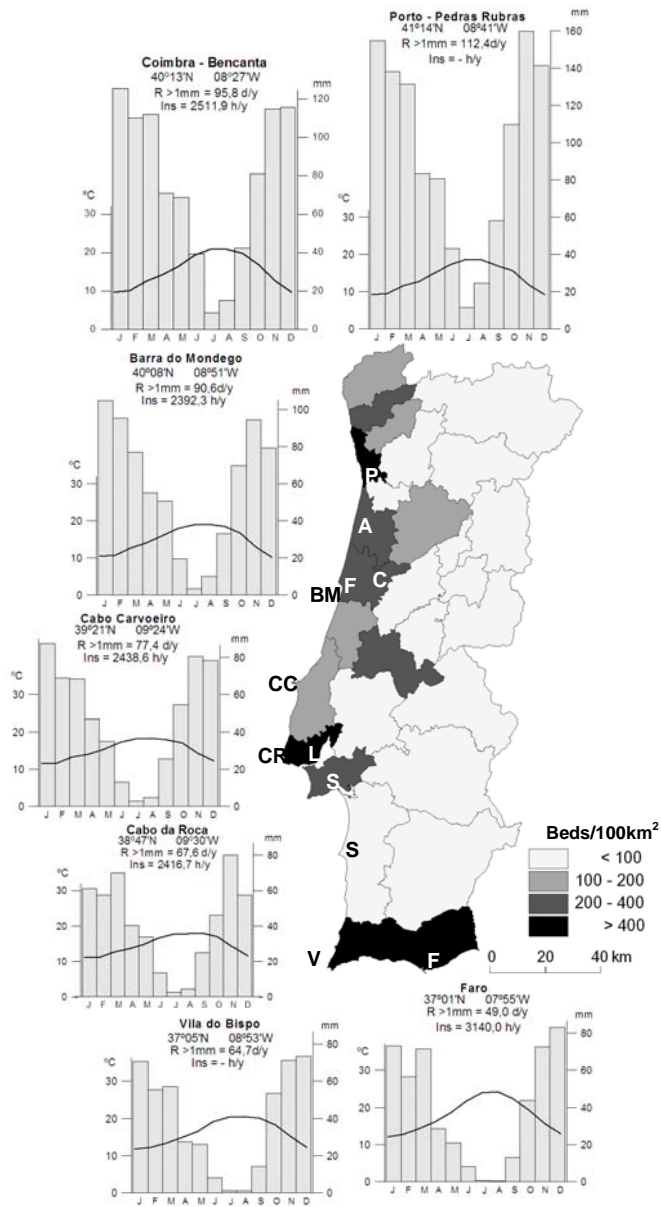 Coimbra - Bencanta
40º13'N 08º27'W
R >1mm = 95,8 d/y
Ins = 2511,9 h/y
ºC
mm
30
20
10
0
120
100
80
60
40
20
0
J F M A M J J A S O N D
Porto - Pedras Rubras
41º14'N 08º41'W
R >1mm = 112,4d/y
Ins = - h/y
ºC
mm
30
20
10
0
160
140
120
100
80
60
40
20
0
J F M A M J J A S O N D
Barra do Mondego
40º08'N 08º51'W
R >1mm = 90,6d/y
Ins = 2392,3 h/y
ºC
mm
30
20
10
0
100
80
60
40
20
0
J F M A M J J A S O N D
Cabo Carvoeiro
39º21'N 09º24'W
R >1mm = 77,4 d/y
Ins = 2438,6 h/y
ºC
mm
30
20
10
0
80
60
40
20
0
J F M A M J J A S O N D
Cabo da Roca
38º47'N 09º30'W
R >1mm = 67,6 d/y
Ins = 2416,7 h/y
ºC
mm
30
20
10
0
80
60
40
20
0
J F M A M J J A S O N D
Vila do Bispo
37º05'N 08º53'W
R >1mm = 64,7d/y
Ins = - h/y
ºC
mm
30
20
10
0
80
60
40
20
0
J F M A M J J A S O N D
Faro
37º01'N 07º55'W
R >1mm = 49,0 d/y
Ins = 3140,0 h/y
ºC
mm
30
20
10
0
80
60
40
20
0
J F M A M J J A S O N D
P
A
C
BM F
CC
CR L
S
S
V F
Beds/100km²
< 100
100 - 200
200 - 400
> 400
0 20 40 km